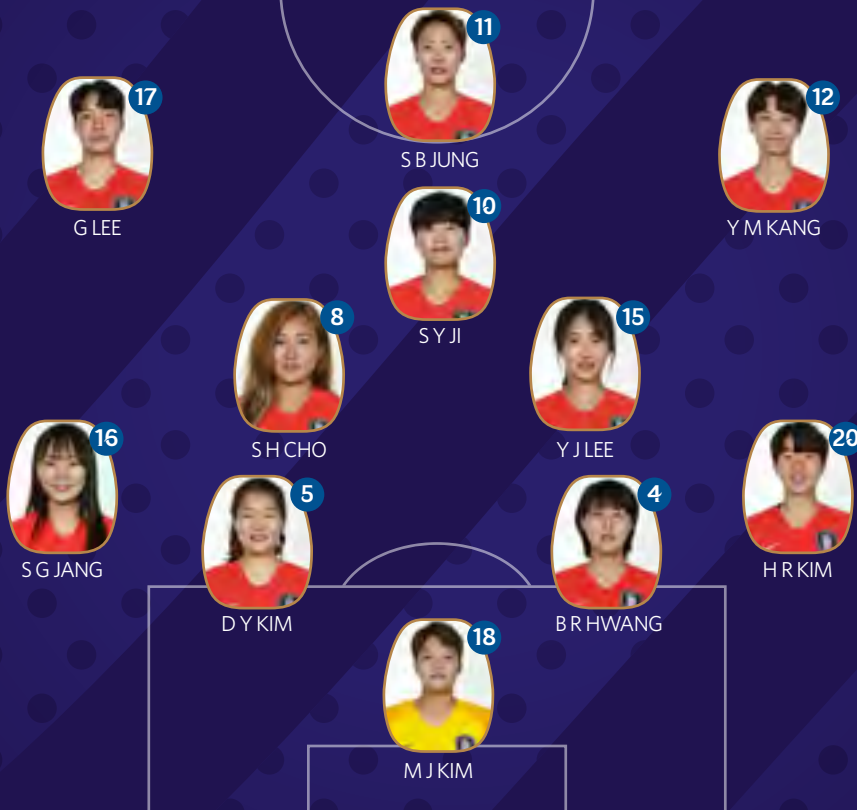 11
S B JUNG
17
G LEE
12
Y M KANG
10
S Y JI
8
S H CHO
15
Y J LEE
16
S G JANG
5
D Y KIM
4
B R HWANG
20
H R KIM
18
M J KIM